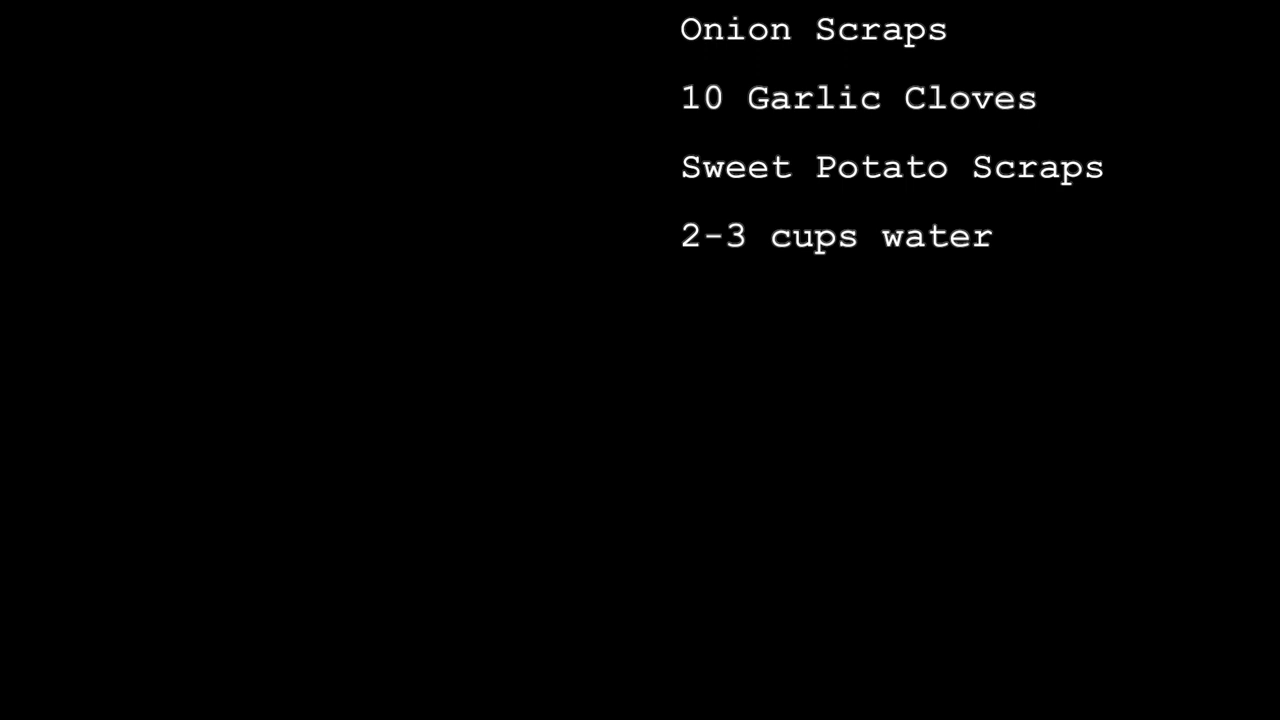 Onion Scraps
10 Garlic Cloves
Sweet Potato Scraps
2-3 cups water